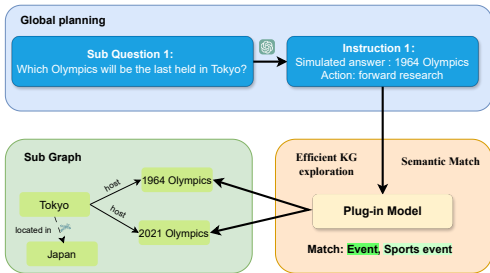 Global planning
Sub Question 1:
Which Olympics will be the last held in Tokyo?
Instruction 1:
Simulated answer : 1964 Olympics
Action: forward research
Sub Graph
Tokyo
host
1964 Olympics
host
2021 Olympics
located in
Japan
Efficient KG
exploration
Semantic Match
Plug-in Model
Match: Event, Sports event